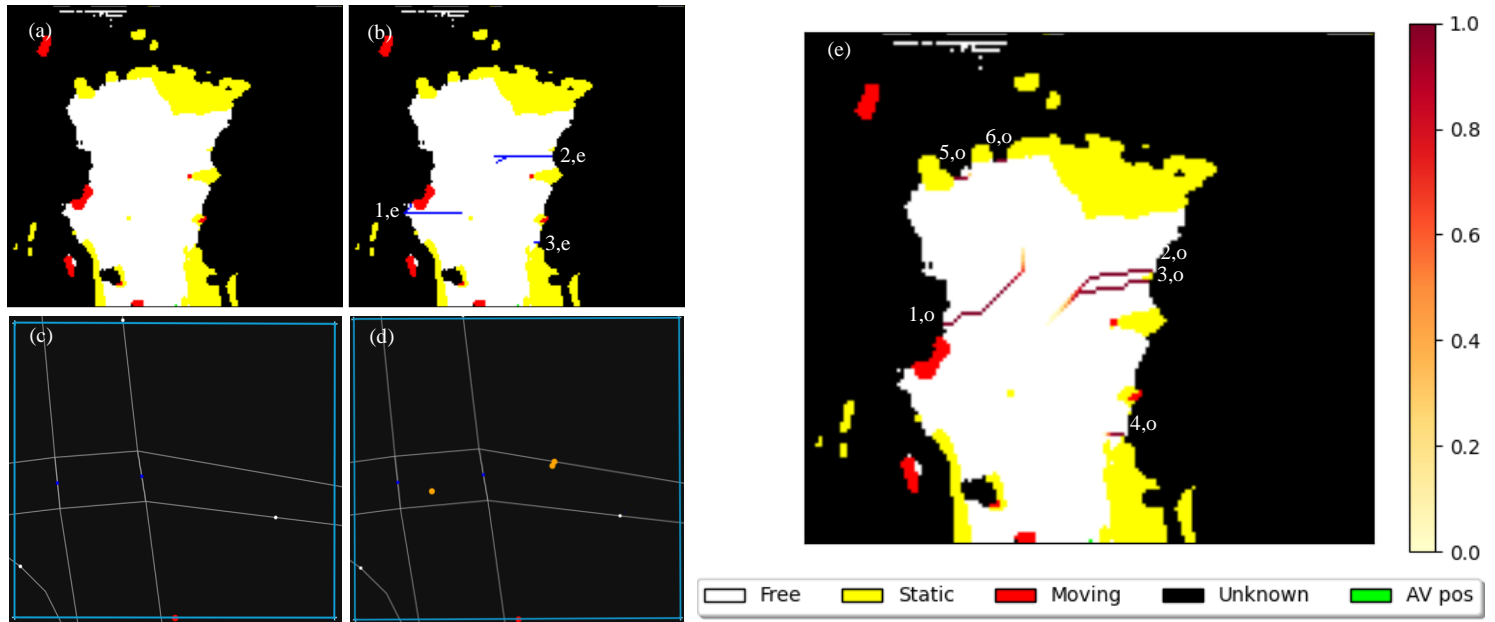 (a)
(b)
2,e
1,e
3,e
(c)
(d)
(e)
6,o
5,o
2,o
3,o
1,o
4,o
1.0
0.8
0.6
0.4
0.2
0.0
Free Static Moving Unknown AV pos